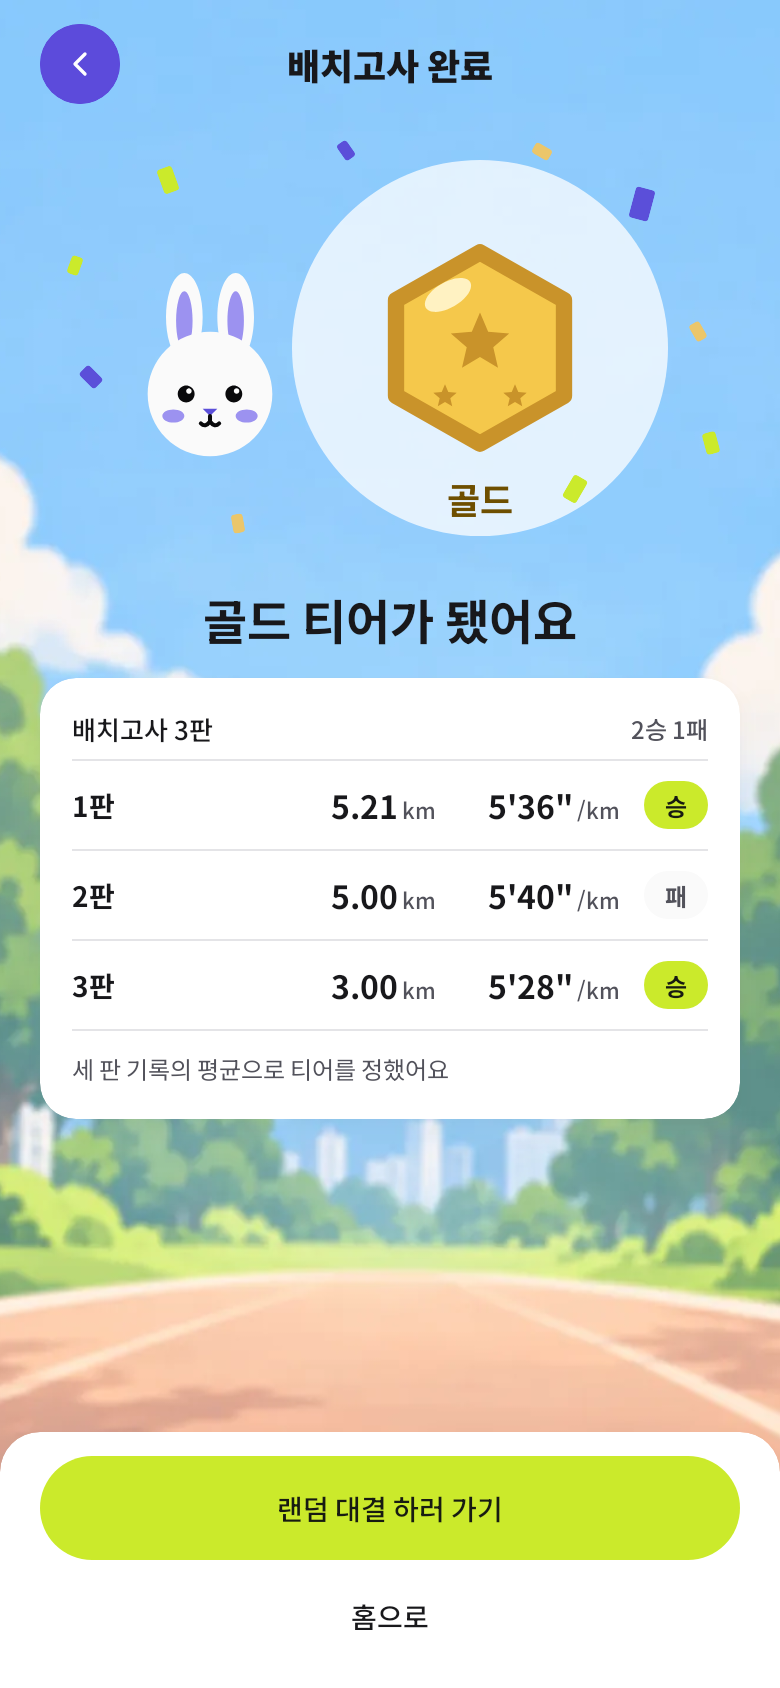 배치고사 완료
골드
골드 티어가 됐어요
배치고사 3판 2승 1패
1판 5.21 km 5'36" /km 승
2판 5.00 km 5'40" /km 패
3판 3.00 km 5'28" /km 승
세 판 기록의 평균으로 티어를 정했어요
랜덤 대결 하러 가기
홈으로